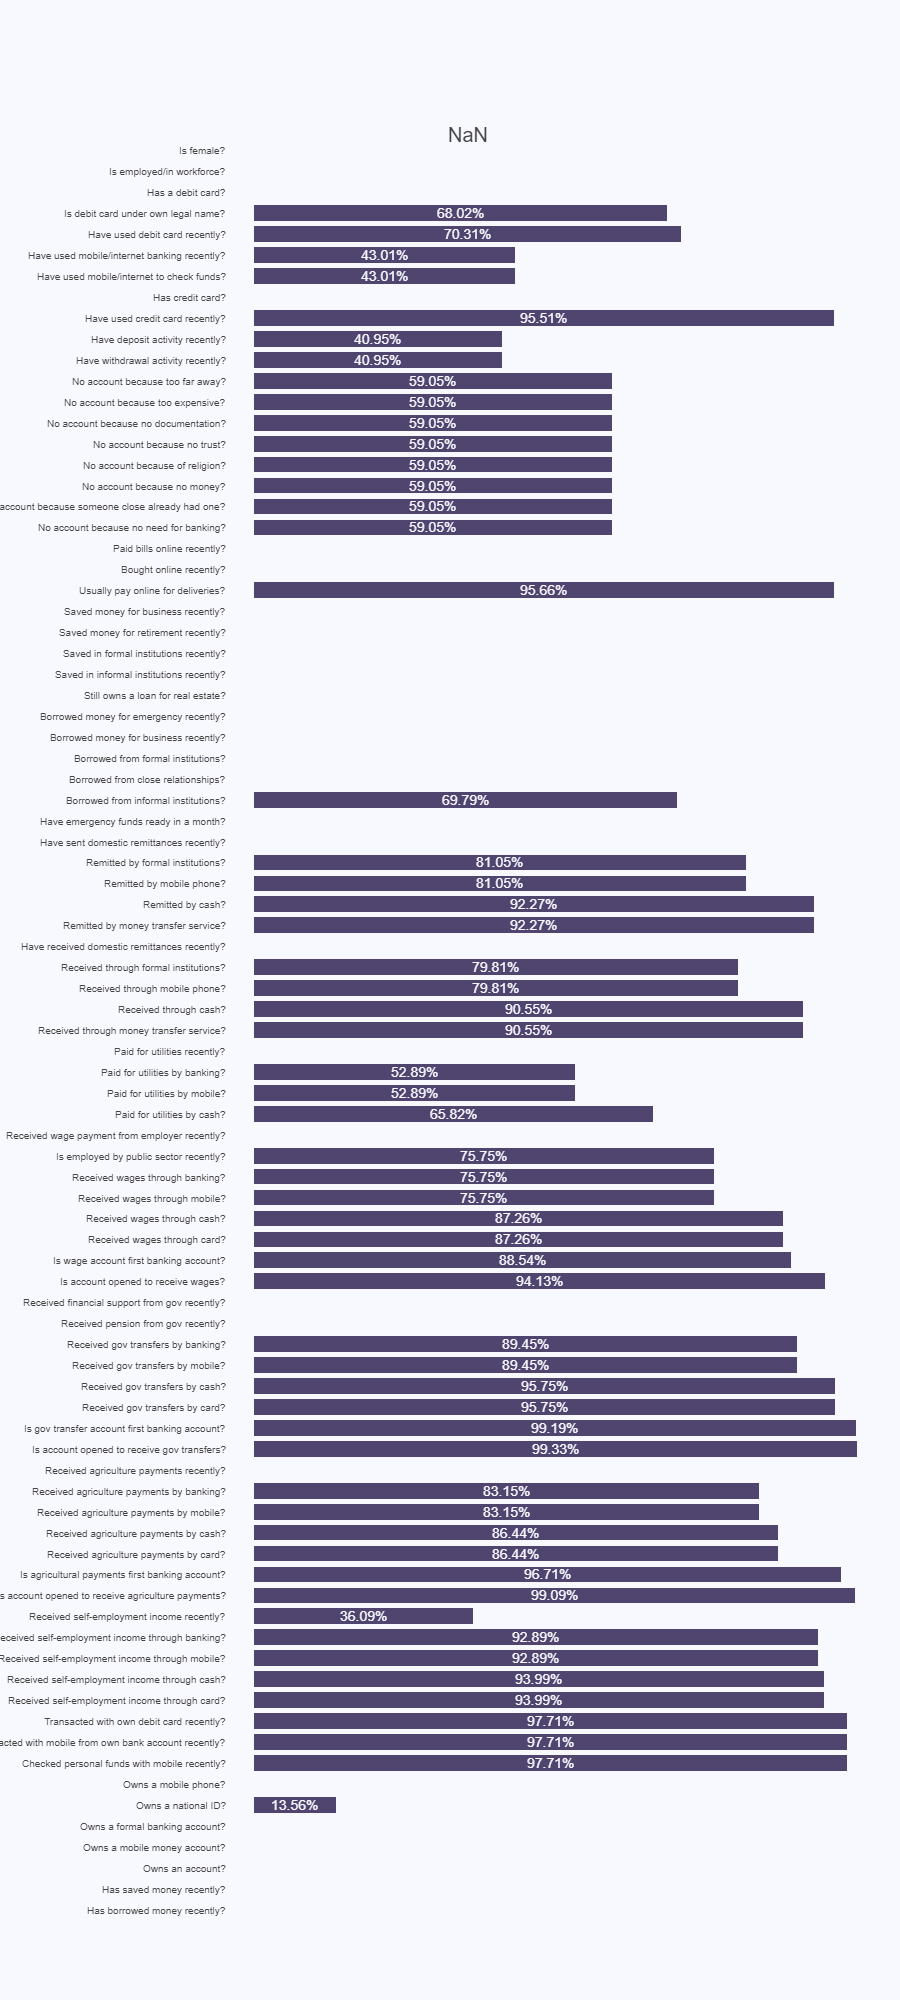 NaN
Is female?
Is employed/in workforce?
Has a debit card?
Is debit card under own legal name? 68.02%
Have used debit card recently? 70.31%
Have used mobile/internet banking recently? 43.01%
Have used mobile/internet to check funds? 43.01%
Has credit card?
Have used credit card recently? 95.51%
Have deposit activity recently? 40.95%
Have withdrawal activity recently? 40.95%
No account because too far away? 59.05%
No account because too expensive? 59.05%
No account because no documentation? 59.05%
No account because no trust? 59.05%
No account because of religion? 59.05%
No account because no money? 59.05%
account because someone close already had one? 59.05%
No account because no need for banking? 59.05%
Paid bills online recently?
Bought online recently?
Usually pay online for deliveries? 95.66%
Saved money for business recently?
Saved money for retirement recently?
Saved in formal institutions recently?
Saved in informal institutions recently?
Still owns a loan for real estate?
Borrowed money for emergency recently?
Borrowed money for business recently?
Borrowed from formal institutions?
Borrowed from close relationships?
Borrowed from informal institutions? 69.79%
Have emergency funds ready in a month?
Have sent domestic remittances recently?
Remitted by formal institutions? 81.05%
Remitted by mobile phone? 81.05%
Remitted by cash? 92.27%
Remitted by money transfer service? 92.27%
Have received domestic remittances recently?
Received through formal institutions? 79.81%
Received through mobile phone? 79.81%
Received through cash? 90.55%
Received through money transfer service? 90.55%
Paid for utilities recently?
Paid for utilities by banking? 52.89%
Paid for utilities by mobile? 52.89%
Paid for utilities by cash? 65.82%
Received wage payment from employer recently?
Is employed by public sector recently? 75.75%
Received wages through banking? 75.75%
Received wages through mobile? 75.75%
Received wages through cash? 87.26%
Received wages through card? 87.26%
Is wage account first banking account? 88.54%
Is account opened to receive wages? 94.13%
Received financial support from gov recently?
Received pension from gov recently?
Received gov transfers by banking? 89.45%
Received gov transfers by mobile? 89.45%
Received gov transfers by cash? 95.75%
Received gov transfers by card? 95.75%
Is gov transfer account first banking account? 99.19%
Is account opened to receive gov transfers? 99.33%
Received agriculture payments recently?
Received agriculture payments by banking? 83.15%
Received agriculture payments by mobile? 83.15%
Received agriculture payments by cash? 86.44%
Received agriculture payments by card? 86.44%
Is agricultural payments first banking account? 96.71%
s account opened to receive agriculture payments? 99.09%
Received self-employment income recently? 36.09%
eceived self-employment income through banking? 92.89%
Received self-employment income through mobile? 92.89%
Received self-employment income through cash? 93.99%
Received self-employment income through card? 93.99%
Transacted with own debit card recently? 97.71%
acted with mobile from own bank account recently? 97.71%
Checked personal funds with mobile recently? 97.71%
Owns a mobile phone?
Owns a national ID? 13.56%
Owns a formal banking account?
Owns a mobile money account?
Owns an account?
Has saved money recently?
Has borrowed money recently?